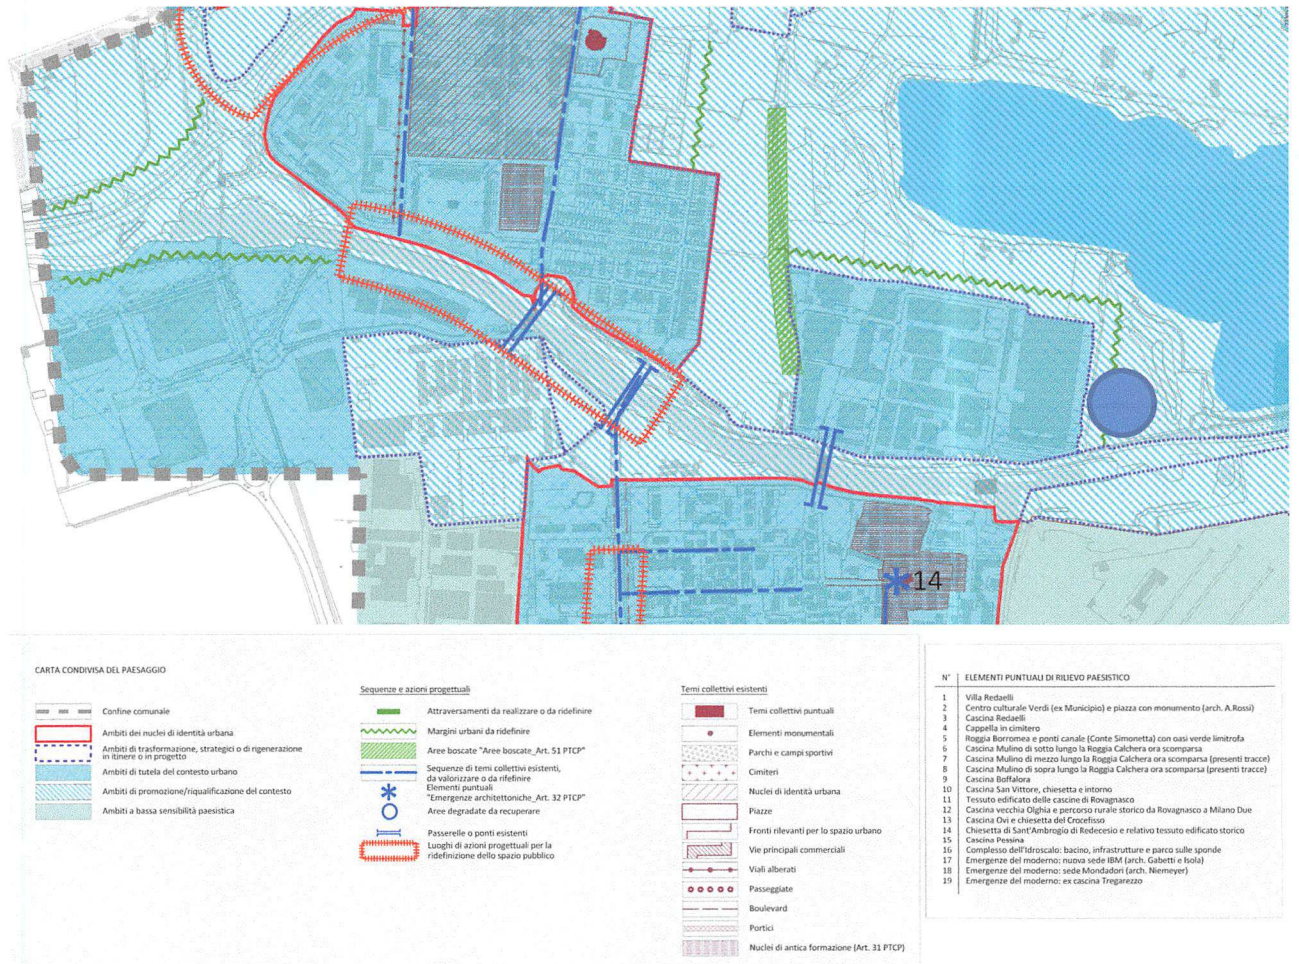 14
CARTA CONDIVISA DEL PAESAGGIO
Confine comunale
Ambiti dei nuclei di identità urbana
Ambiti di trasformazione, strategici o di rigenerazione
in itinere o in progetto
Ambiti di tutela del contesto urbano
Ambiti di promozione/riqualificazione del contesto
Ambiti a bassa sensibilità paesistica
Sequenze e azioni progettuali
Attraversamenti da realizzare o da ridefinire
Margini urbani da ridefinire
Aree boscate "Aree boscate_Art. 51 PTCP"
Sequenze di temi collettivi esistenti,
da valorizzare o da rifefinire
Elementi puntuali
"Emergenze architettoniche_Art. 32 PTCP"
Aree degradate da recuperare
Passerelle o ponti esistenti
Luoghi di azioni progettuali per la
ridefinizione dello spazio pubblico
Temi collettivi esistenti
Temi collettivi puntuali
Elementi monumentali
Parchi e campi sportivi
Cimiteri
Nuclei di identità urbana
Piazze
Fronti rilevanti per lo spazio urbano
Vie principali commerciali
Viali alberati
Passeggiate
Boulevard
Portici
Nuclei di antica formazione (Art. 31 PTCP)
N° ELEMENTI PUNTUALI DI RILIEVO PAESISTICO
1 Villa Redaelli
2 Centro culturale Verdi (ex Municipio) e piazza con monumento (arch. A.Rossi)
3 Cascina Redaelli
4 Cappella in cimitero
5 Roggia Borromea e ponti canale (Conte Simonetta) con oasi verde limitrofa
6 Cascina Mulino di sotto lungo la Roggia Calchera ora scomparsa
7 Cascina Mulino di mezzo lungo la Roggia Calchera ora scomparsa (presenti tracce)
8 Cascina Mulino di sopra lungo la Roggia Calchera ora scomparsa (presenti tracce)
9 Cascina Boffalora
10 Cascina San Vittore, chiesetta e intorno
11 Tessuto edificato delle cascine di Rovagnasco
12 Cascina vecchia Olghia e percorso rurale storico da Rovagnasco a Milano Due
13 Cascina Ovi e chiesetta del Crocefisso
14 Chiesetta di Sant'Ambrogio di Redecesio e relativo tessuto edificato storico
15 Cascina Pessina
16 Complesso dell'Idroscalo: bacino, infrastrutture e parco sulle sponde
17 Emergenze del moderno: nuova sede IBM (arch. Gabetti e Isola)
18 Emergenze del moderno: sede Mondadori (arch. Niemeyer)
19 Emergenze del moderno: ex cascina Tregarezzo